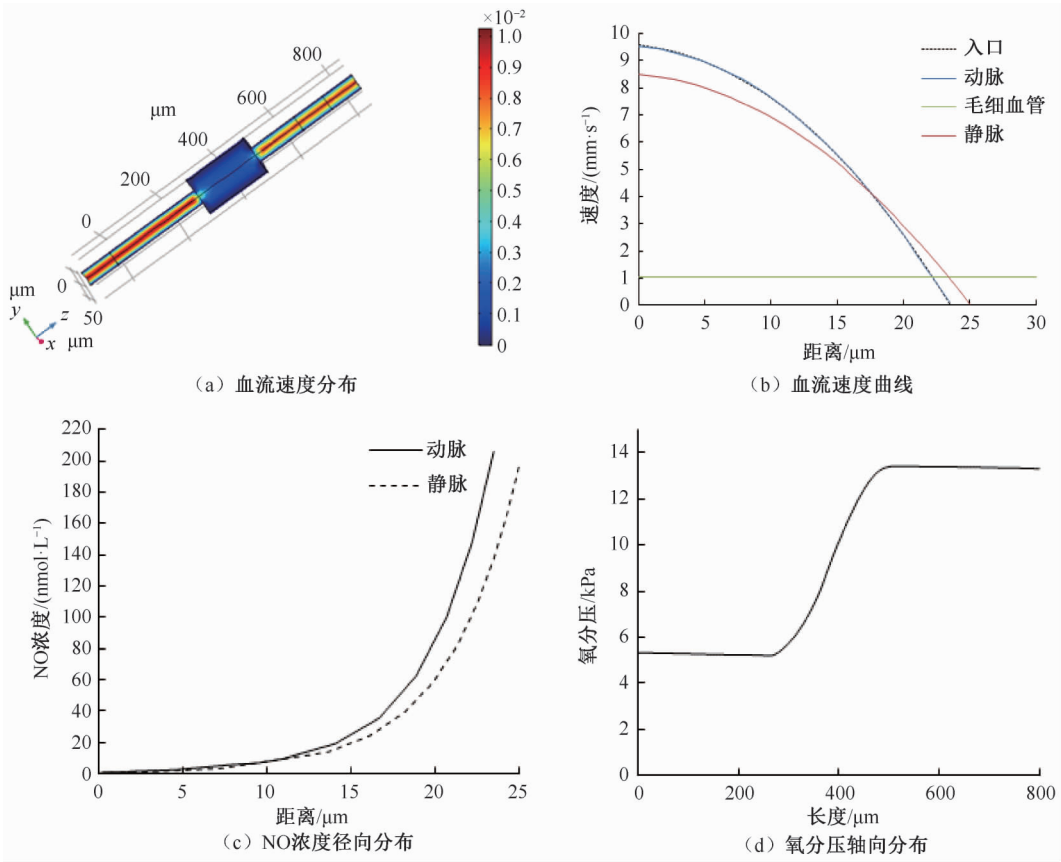 ×10⁻²
1.0
0.9
0.8
0.7
0.6
0.5
0.4
0.3
0.2
0.1
0
800
600
μm
400
200
0
0
μm
50
μm
y
z
x
（a）血流速度分布
速度/(mm·s⁻¹)
10
9
8
7
6
5
4
3
2
1
0
0 5 10 15 20 25 30
距离/μm
入口
动脉
毛细血管
静脉
（b）血流速度曲线
NO浓度/(nmol·L⁻¹)
220
200
180
160
140
120
100
80
60
40
20
0
0 5 10 15 20 25
距离/μm
动脉
静脉
（c）NO浓度径向分布
氧分压/kPa
14
12
10
8
6
4
2
0
0 200 400 600 800
长度/μm
（d）氧分压轴向分布